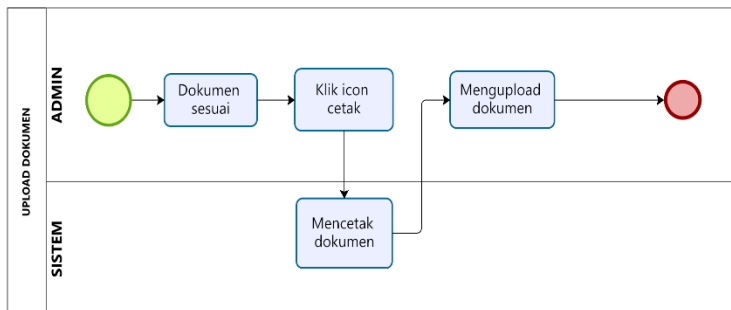 UPLOAD DOKUMEN
ADMIN
Dokumen
sesuai
Klik icon
cetak
Mengupload
dokumen
SISTEM
Mencetak
dokumen